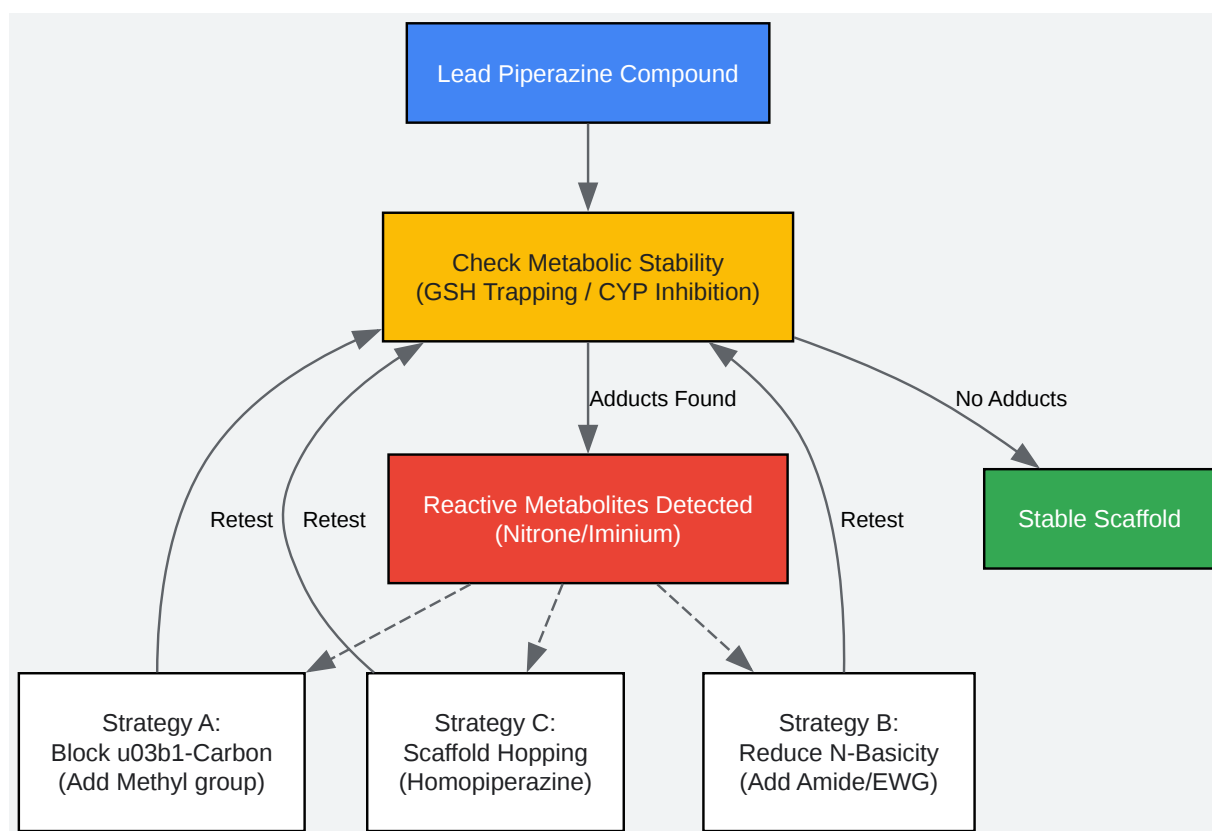 Lead Piperazine Compound
Check Metabolic Stability
(GSH Trapping / CYP Inhibition)
Adducts Found
No Adducts
Reactive Metabolites Detected
(Nitrone/Iminium)
Stable Scaffold
Retest
Retest
Retest
Strategy A:
Block u03b1-Carbon
(Add Methyl group)
Strategy C:
Scaffold Hopping
(Homopiperazine)
Strategy B:
Reduce N-Basicity
(Add Amide/EWG)